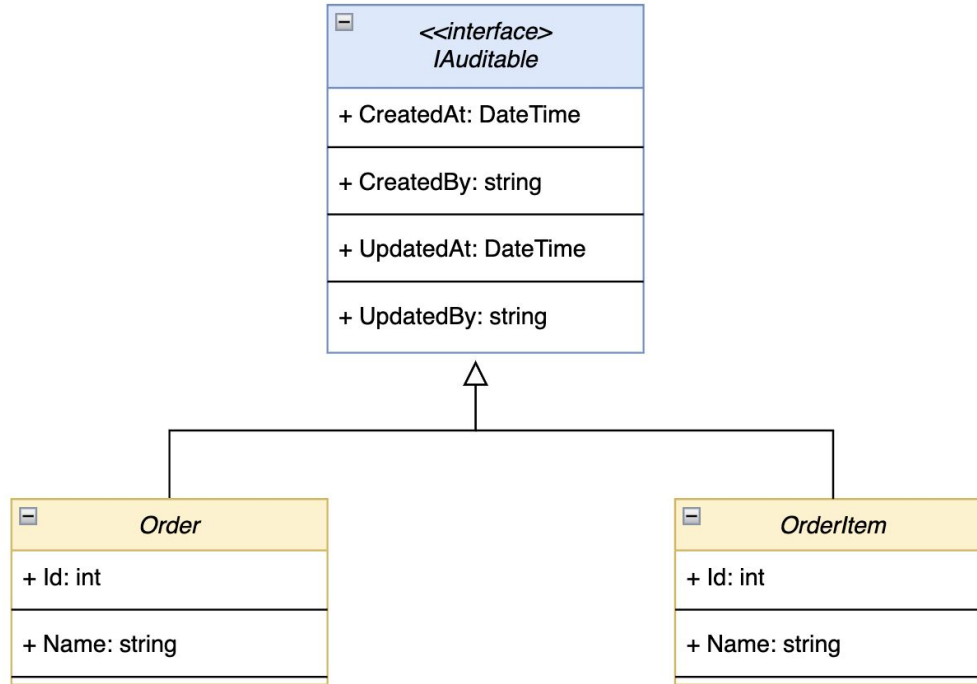 <<interface>
IAuditable
+ CreatedAt: DateTime
+ CreatedBy: string
+ UpdatedAt: DateTime
+ UpdatedBy: string
Order
+ Id: int
+ Name: string
OrderItem
+ Id: int
+ Name: string